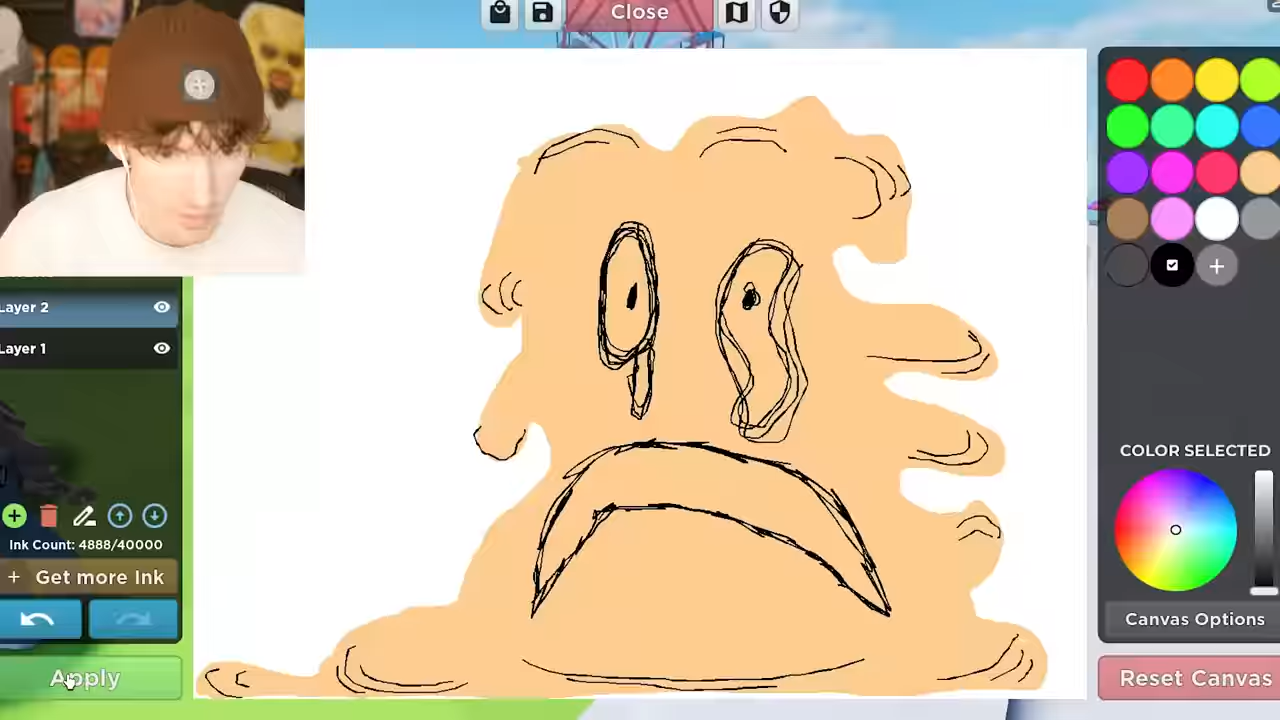 Close
Layer 2
Layer 1
Ink Count: 4888/40000
+ Get more Ink
Apply
COLOR SELECTED
Canvas Options
Reset Canvas